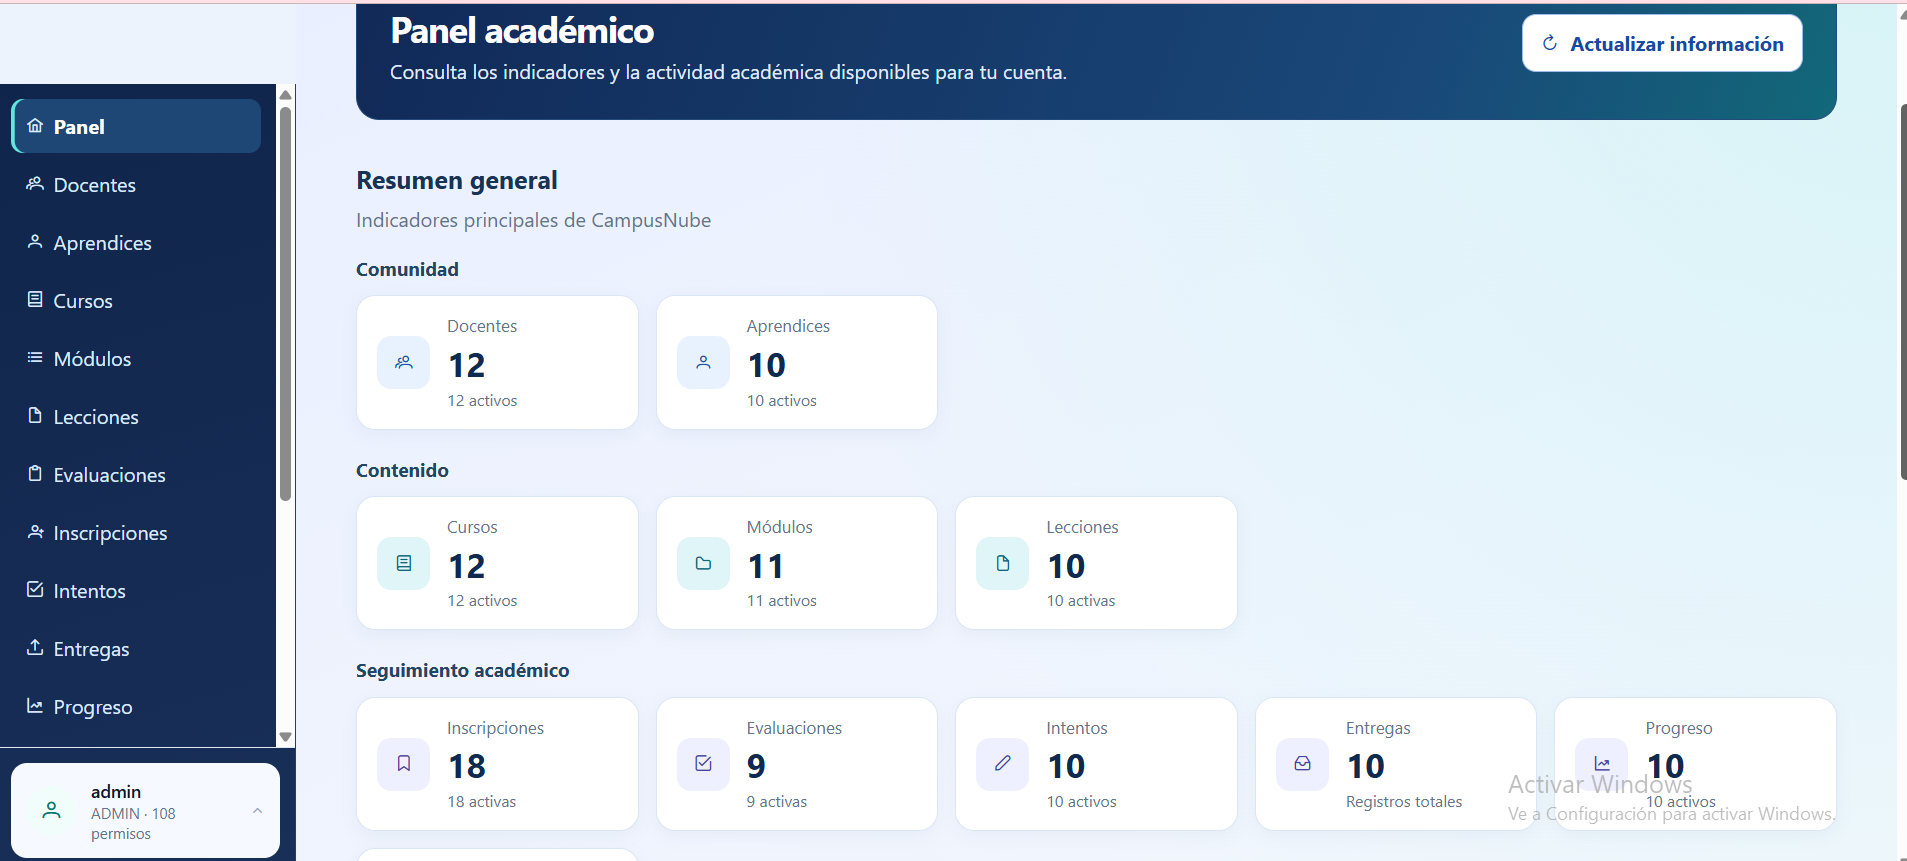 Panel académico
Consulta los indicadores y la actividad académica disponibles para tu cuenta.
Actualizar información
Panel
Docentes
Aprendices
Cursos
Módulos
Lecciones
Evaluaciones
Inscripciones
Intentos
Entregas
Progreso
admin
ADMIN · 108
permisos
Resumen general
Indicadores principales de CampusNube
Comunidad
Docentes
12
12 activos
Aprendices
10
10 activos
Contenido
Cursos
12
12 activos
Módulos
11
11 activos
Lecciones
10
10 activas
Seguimiento académico
Inscripciones
18
18 activas
Evaluaciones
9
9 activas
Intentos
10
10 activos
Entregas
10
Registros totales
Progreso
10
10 activos
Activar Windows
Ve a Configuración para activar Windows.